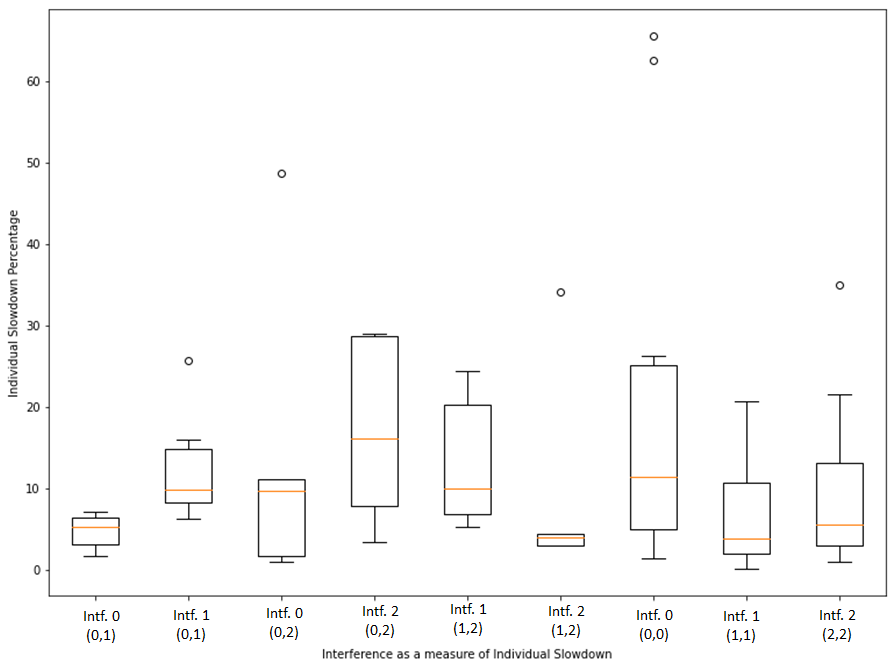 60
50
40
30
20
10
0
Individual Slowdown Percentage
Intf. 0
(0,1)
Intf. 1
(0,1)
Intf. 0
(0,2)
Intf. 2
(0,2)
Intf. 1
(1,2)
Intf. 2
(1,2)
Intf. 0
(0,0)
Intf. 1
(1,1)
Intf. 2
(2,2)
Interference as a measure of Individual Slowdown